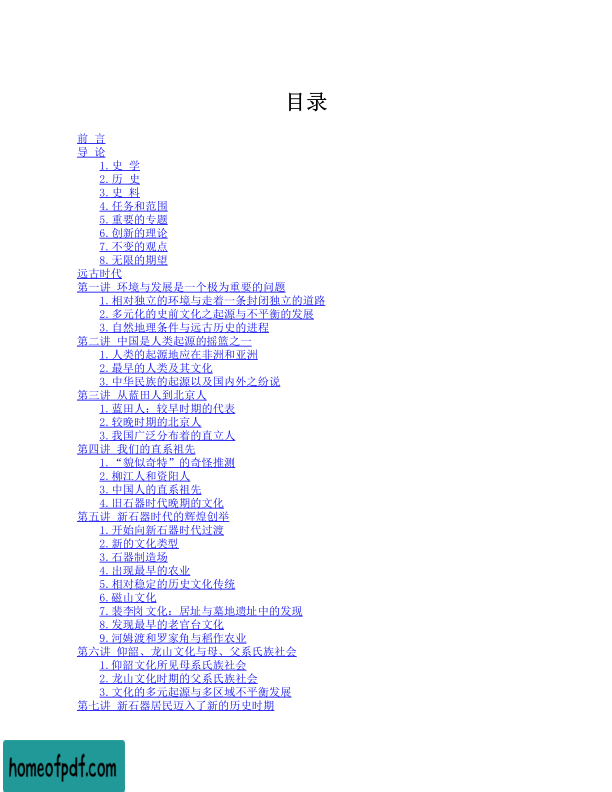 目录
前 言
导 论
1.史 学
2.历 史
3.史 料
4.任务和范围
5.重要的专题
6.创新的理论
7.不变的观点
8.无限的期望
远古时代
第一讲 环境与发展是一个极为重要的问题
1.相对独立的环境与走着一条封闭独立的道路
2.多元化的史前文化之起源与不平衡的发展
3.自然地理条件与远古历史的进程
第二讲 中国是人类起源的摇篮之一
1.人类的起源地应在非洲和亚洲
2.最早的人类及其文化
3.中华民族的起源以及国内外之纷说
第三讲 从蓝田人到北京人
1.蓝田人：较早时期的代表
2.较晚时期的北京人
3.我国广泛分布着的直立人
第四讲 我们的直系祖先
1.“貌似奇特”的奇怪推测
2.柳江人和资阳人
3.中国人的直系祖先
4.旧石器时代晚期的文化
第五讲 新石器时代的辉煌创举
1.开始向新石器时代过渡
2.新的文化类型
3.石器制造场
4.出现最早的农业
5.相对稳定的历史文化传统
6.磁山文化
7.裴李岗文化：居址与墓地遗址中的发现
8.发现最早的老官台文化
9.河姆渡和罗家角与稻作农业
第六讲 仰韶、龙山文化与母、父系氏族社会
1.仰韶文化所见母系氏族社会
2.龙山文化时期的父系氏族社会
3.文化的多元起源与多区域不平衡发展
第七讲 新石器居民迈入了新的历史时期
homeofpdf.com